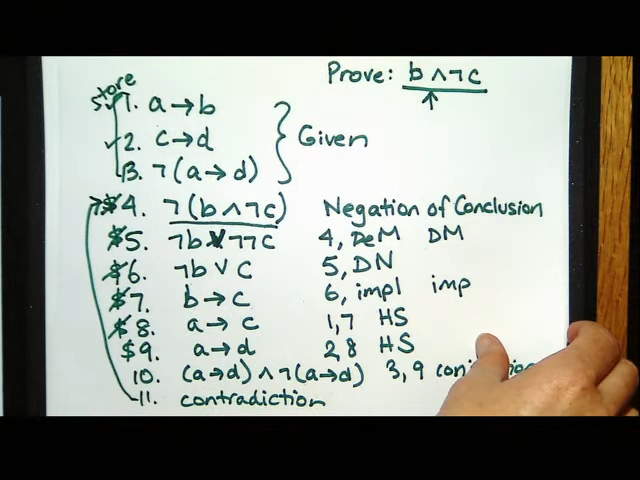 Prove: b ∧ ¬ c
store
1. a → b
2. c → d
Given
3. ¬ (a → d)
$4. ¬ (b ∧ ¬c) Negation of Conclusion
$5. ¬b ∨ ¬¬c 4, DeM DM
$6. ¬b ∨ c 5, DN
$7. b → c 6, impl imp
$8. a → c 1,7 HS
$9. a → d 2,8 HS
10. (a→d) ∧ ¬(a→d) 3, 9
11. contradiction